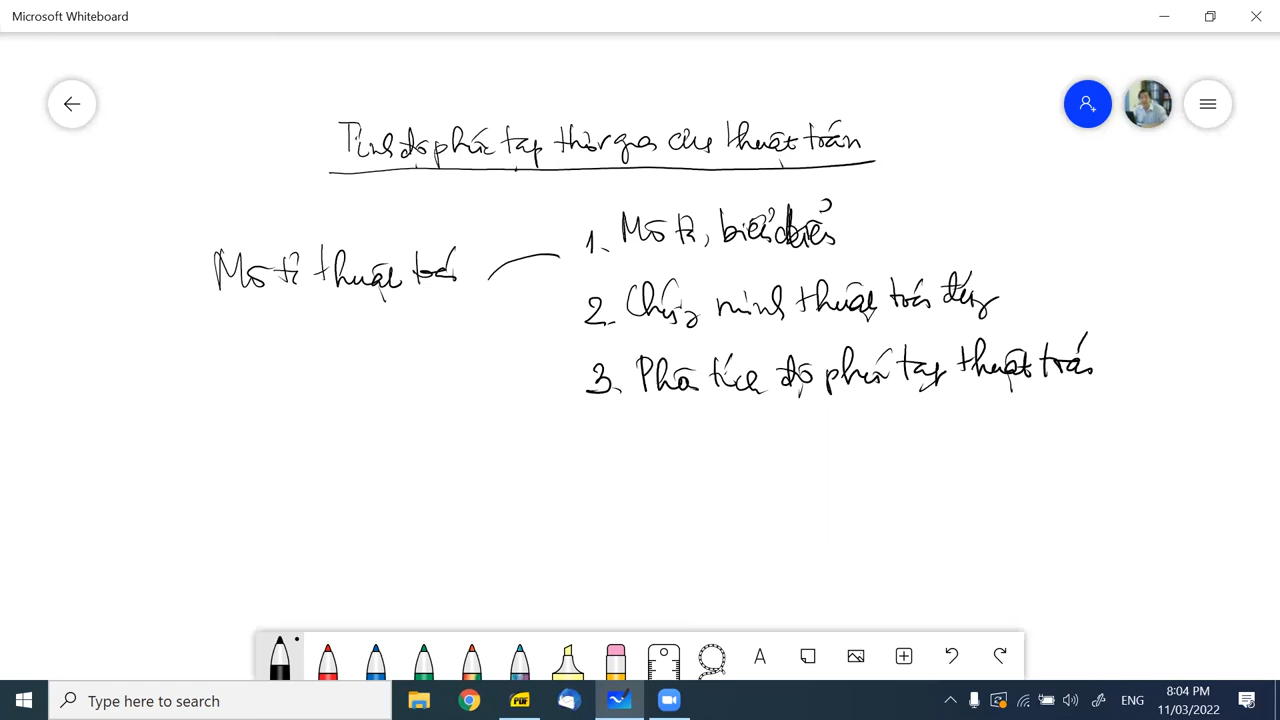 Microsoft Whiteboard
Tính độ phức tạp thời gian của thuật toán
Mô tả thuật toán
1. Mô tả, biểu diễn
2. Chứng minh thuật toán đúng
3. Phân tích độ phức tạp thuật toán
A
Type here to search
PDF
ENG
8:04 PM
11/03/2022